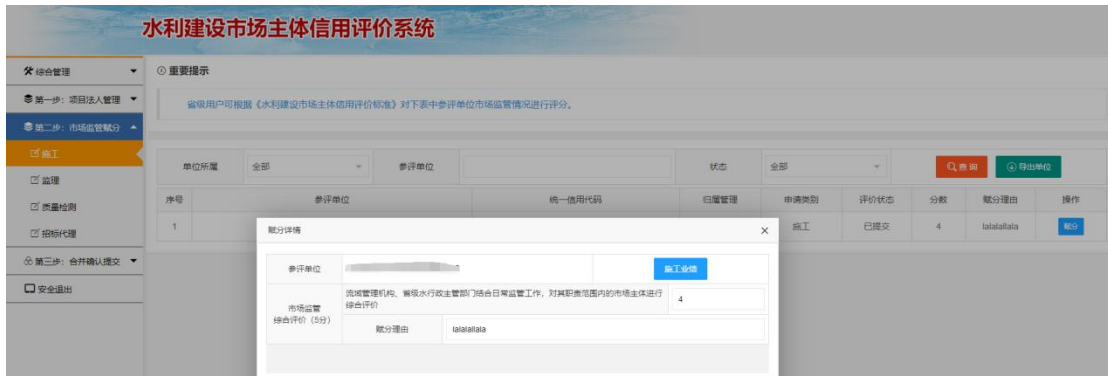 水利建设市场主体信用评价系统
综合管理
第一步：项目法人管理
第二步：市场监管赋分
施工
监理
质量检测
招标代理
第三步：合并确认提交
安全退出
重要提示
省级用户可根据《水利建设市场主体信用评价标准》对下表中参评单位市场监管情况进行评分。
单位所属 全部 参评单位 状态 全部 查询 导出单位
序号 参评单位 统一信用代码 归属管理 申请类别 评价状态 分数 赋分理由 操作
1 施工 已提交 4 lalalallala 赋分
赋分详情
参评单位 施工业绩
市场监管
综合评价（5分）
流域管理机构、省级水行政主管部门结合日常监管工作，对其职责范围内的市场主体进行
综合评价
4
赋分理由 lalalallala